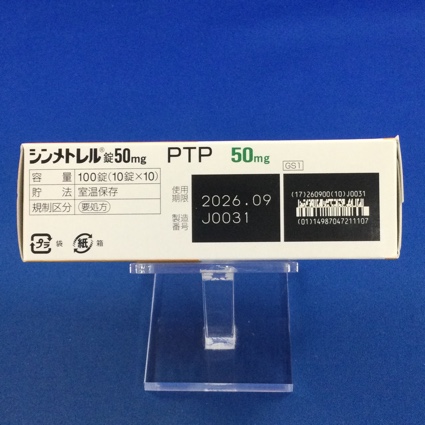 シンメトレル®錠50mg PTP 50mg
GS1
容量 100錠(10錠×10)
貯法 室温保存
規制区分 要処方
使用期限 2026.09
製造番号 J0031
(17)260900(10)J0031
(01)14987047211107
プラ 袋 紙 箱